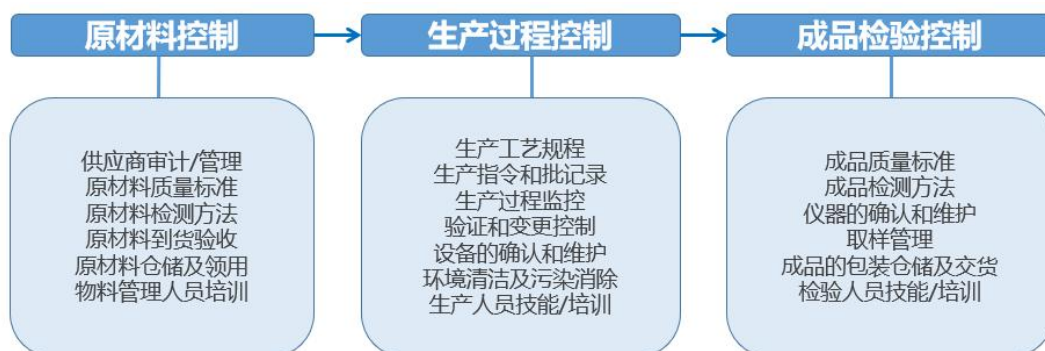 原材料控制
生产过程控制
成品检验控制
供应商审计/管理
原材料质量标准
原材料检测方法
原材料到货验收
原材料仓储及领用
物料管理人员培训
生产工艺规程
生产指令和批记录
生产过程监控
验证和变更控制
设备的确认和维护
环境清洁及污染消除
生产人员技能/培训
成品质量标准
成品检测方法
仪器的确认和维护
取样管理
成品的包装仓储及交货
检验人员技能/培训